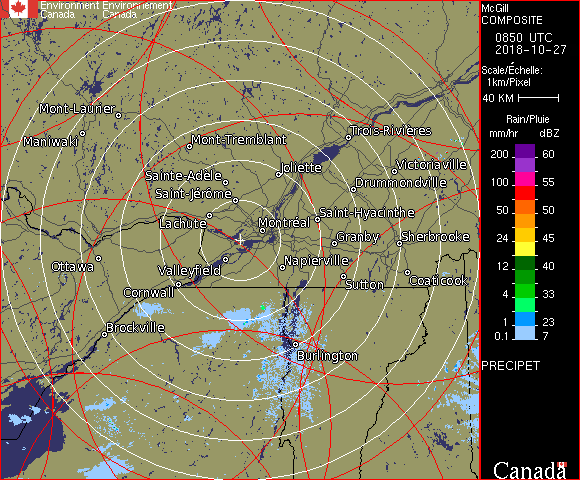 Environment Environnement
Canada Canada
McGill
COMPOSITE
0850 UTC
2018-10-27
Scale/Échelle:
1km/Pixel
40 KM
Rain/Pluie
mm/hr dBZ
200 60
100 55
50 50
24 45
12 40
4 33
1 23
0.1 7
PRECIPET
Mont-Laurier
Maniwaki
Mont-Tremblant
Trois-Rivières
Sainte-Adèle
Joliette
Victoriaville
Saint-Jérôme
Drummondville
Lachute
Montréal
Saint-Hyacinthe
Granby
Sherbrooke
Ottawa
Valleyfield
Napierville
Cornwall
Sutton
Coaticook
Brockville
Burlington
Canada